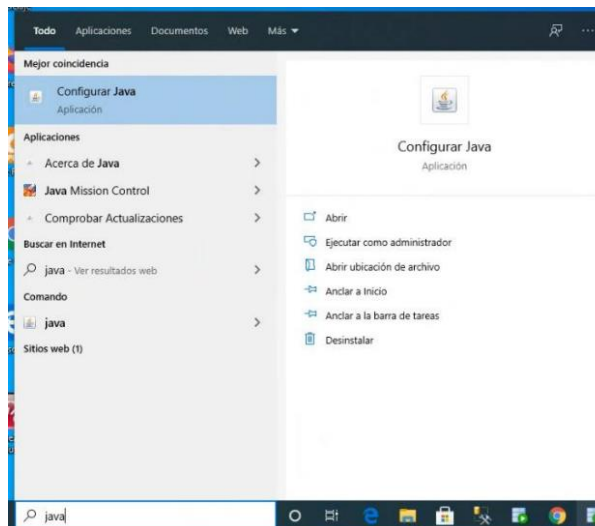 Todo Aplicaciones Documentos Web Más
Mejor coincidencia
Configurar Java
Aplicación
Aplicaciones
Acerca de Java
Java Mission Control
Comprobar Actualizaciones
Buscar en Internet
java - Ver resultados web
Comando
java
Sitios web (1)
Configurar Java
Aplicación
Abrir
Ejecutar como administrador
Abrir ubicación de archivo
Anclar a Inicio
Anclar a la barra de tareas
Desinstalar
java